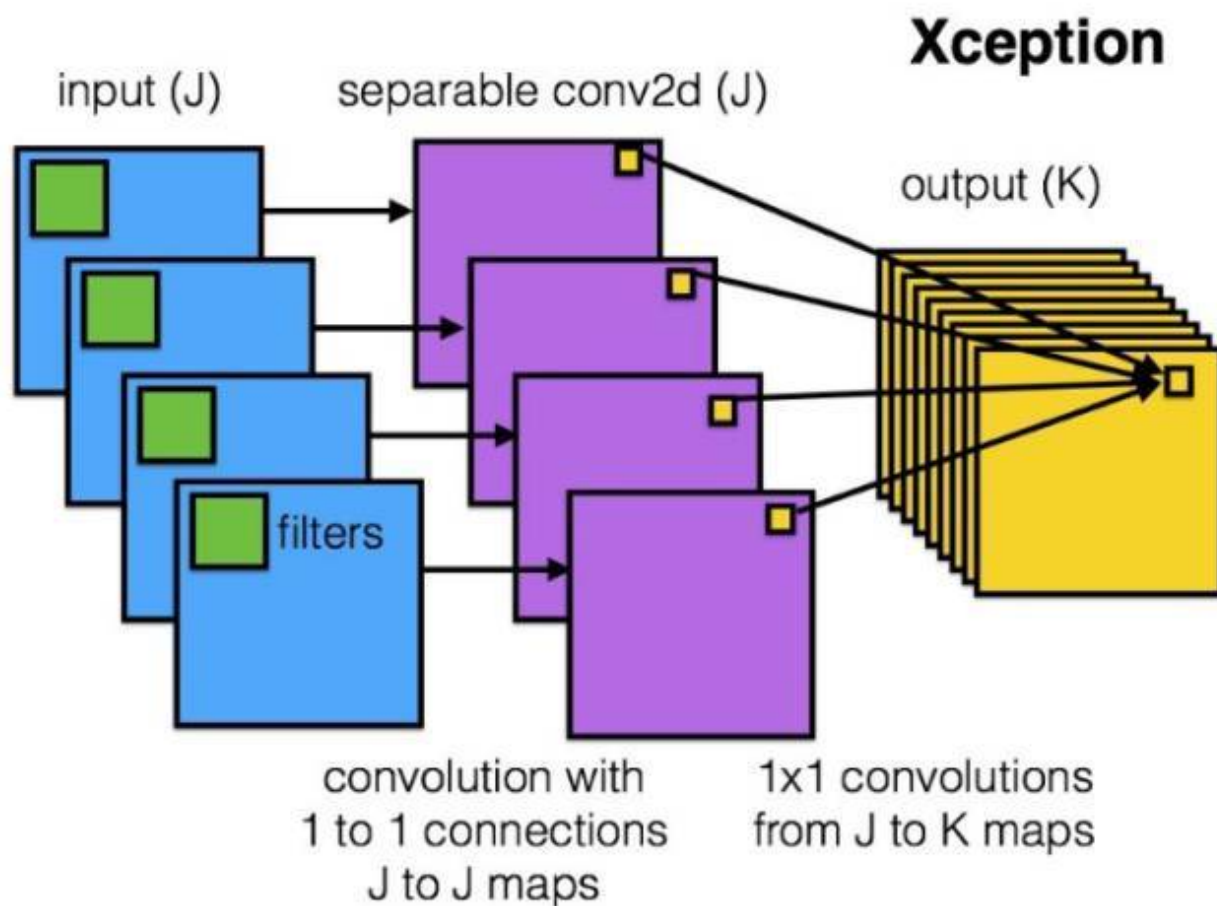 Xception
input (J)
separable conv2d (J)
output (K)
filters
convolution with
1 to 1 connections
J to J maps
1x1 convolutions
from J to K maps